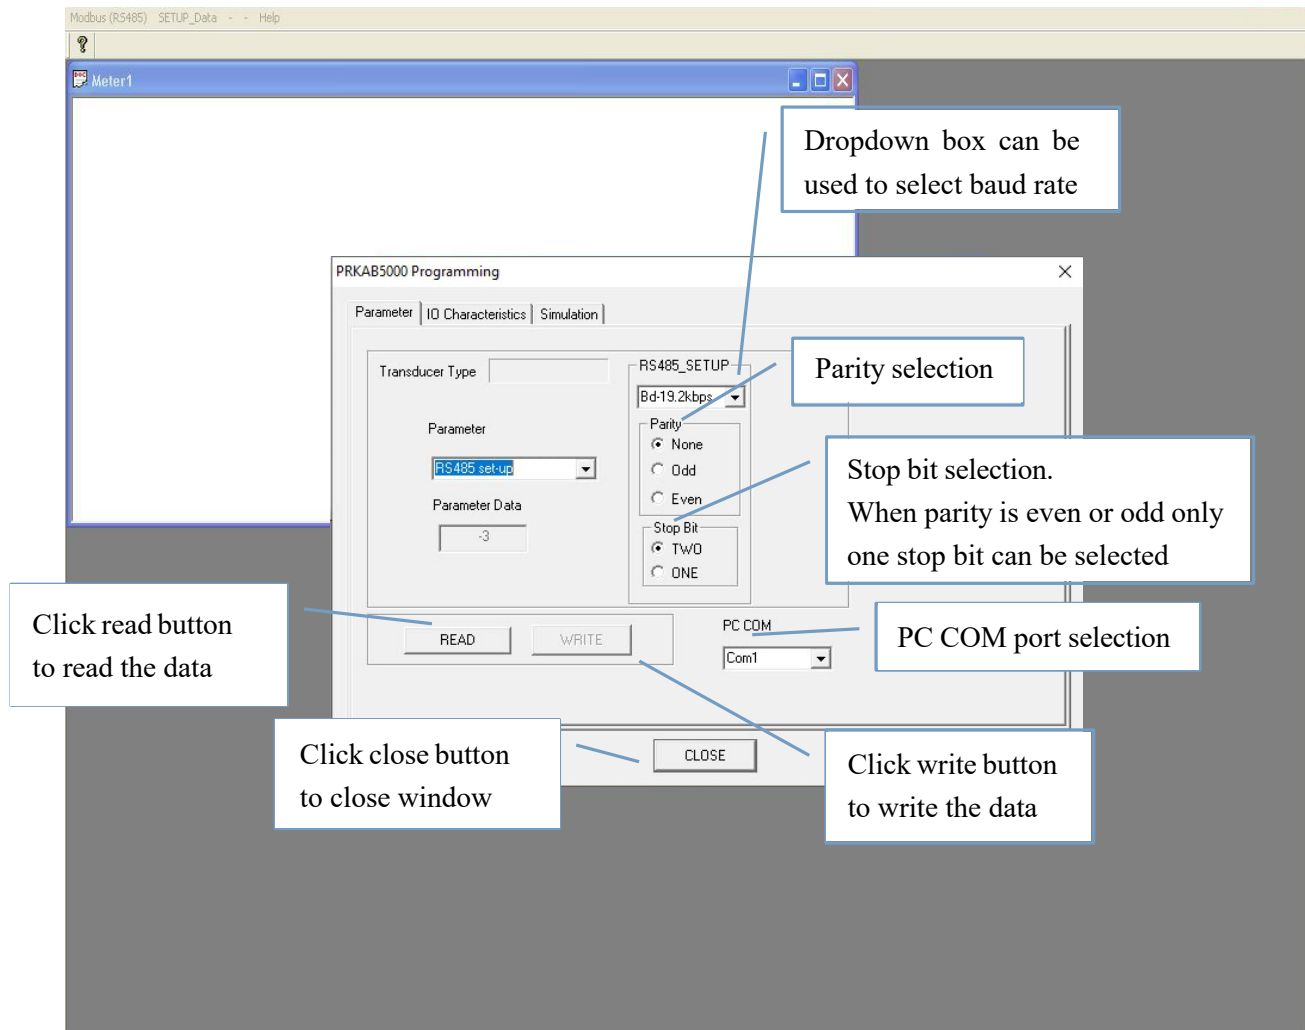 Modbus (RS485) SETUP_Data - - Help
Meter1
Dropdown box can be
used to select baud rate
PRKAB5000 Programming
Parameter IO Characteristics Simulation
Transducer Type
RS485_SETUP
Bd-19.2kbps
Parity selection
Parameter
Parity
None
RS485 set-up
Odd
Parameter Data
Even
-3
Stop Bit
TWO
ONE
Stop bit selection.
When parity is even or odd only
one stop bit can be selected
Click read button
to read the data
READ WRITE
PC COM
Com1
PC COM port selection
Click close button
to close window
CLOSE
Click write button
to write the data